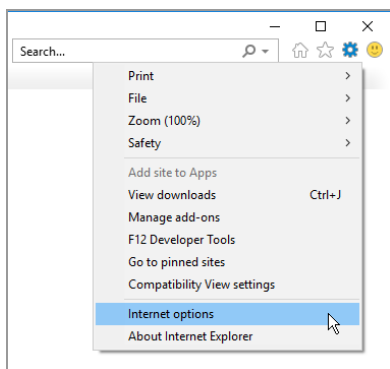 Search...
Print
File
Zoom (100%)
Safety
Add site to Apps
View downloads Ctrl+J
Manage add-ons
F12 Developer Tools
Go to pinned sites
Compatibility View settings
Internet options
About Internet Explorer